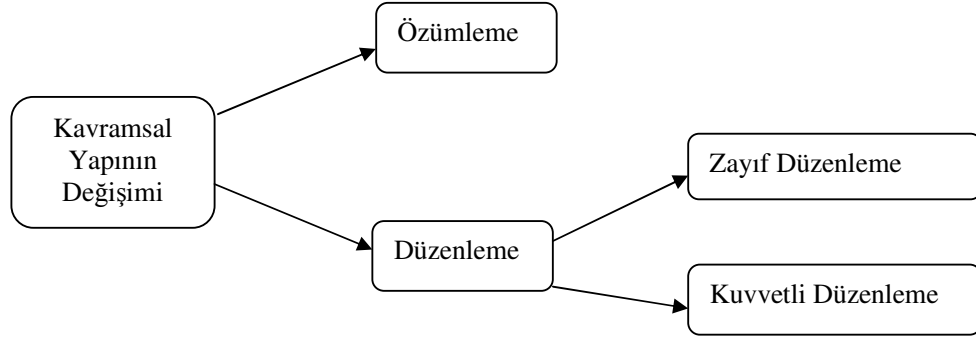 Özümleme
Kavramsal
Yapının
Değişimi
Zayıf Düzenleme
Düzenleme
Kuvvetli Düzenleme